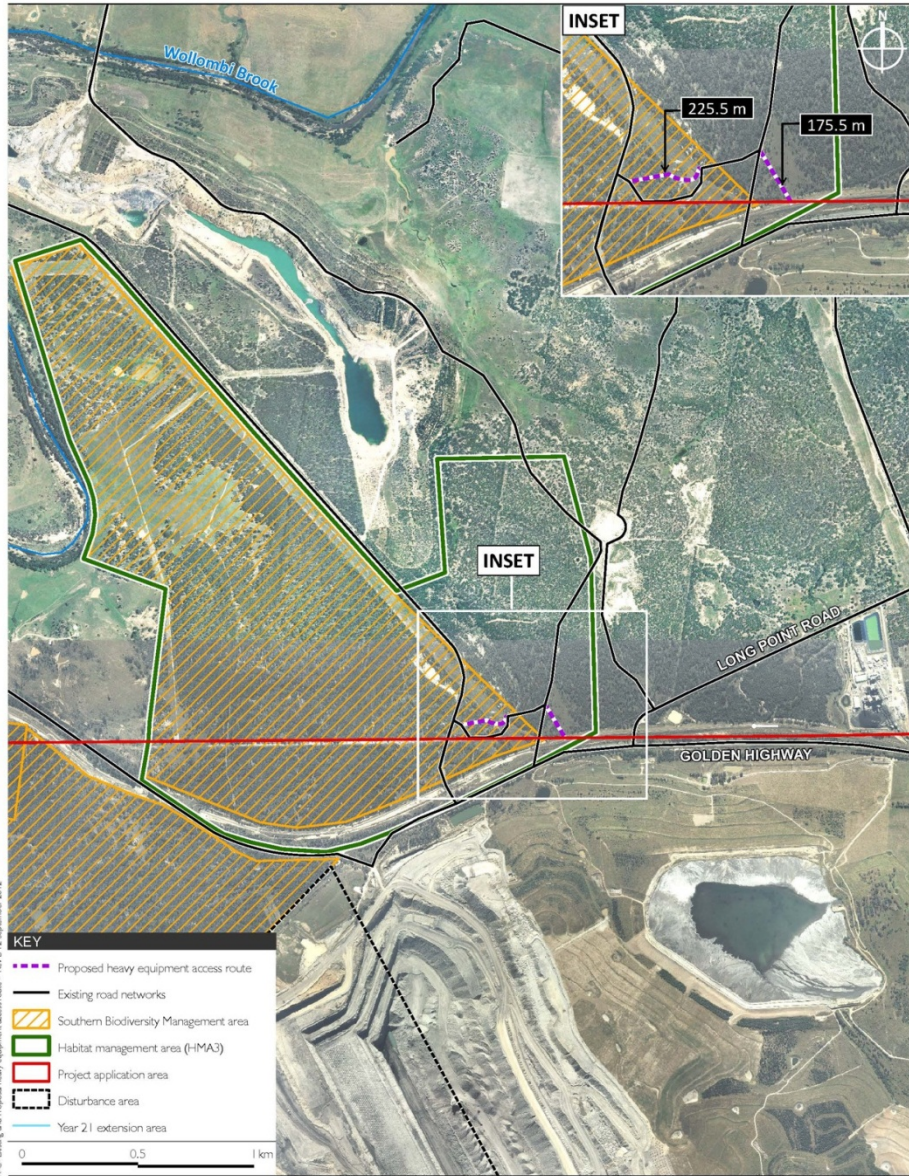 INSET
N
Wollombi Brook
225.5 m
175.5 m
INSET
LONG POINT ROAD
GOLDEN HIGHWAY
KEY
Proposed heavy equipment access route
Existing road networks
Southern Biodiversity Management area
Habitat management area (HMA3)
Project application area
Disturbance area
Year 21 extension area
0 0.5 1 km